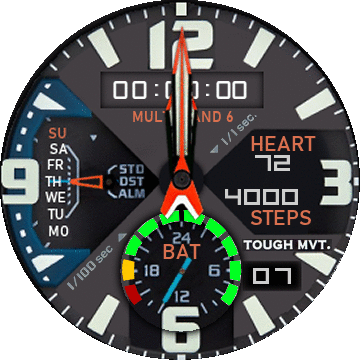 12
00:00:00
MULTIBAND 6
1/1 sec.
SU
SA
FR
TH
WE
TU
MO
STD
DST
ALM
HEART
72
9
3
4000
STEPS
1/100 sec
24
BAT
18
6
12
TOUGH MVT.
07
6